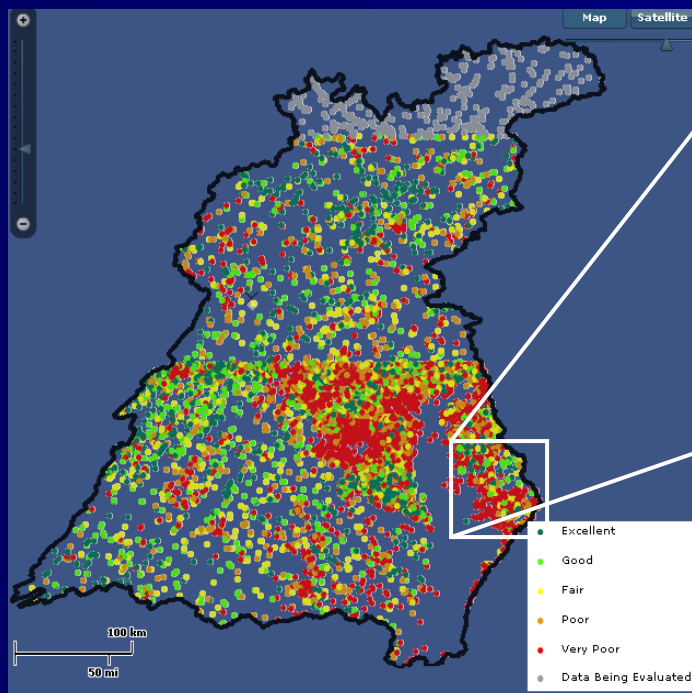 Map Satellite
Excellent
Good
Fair
Poor
Very Poor
Data Being Evaluated
100 km
50 mi